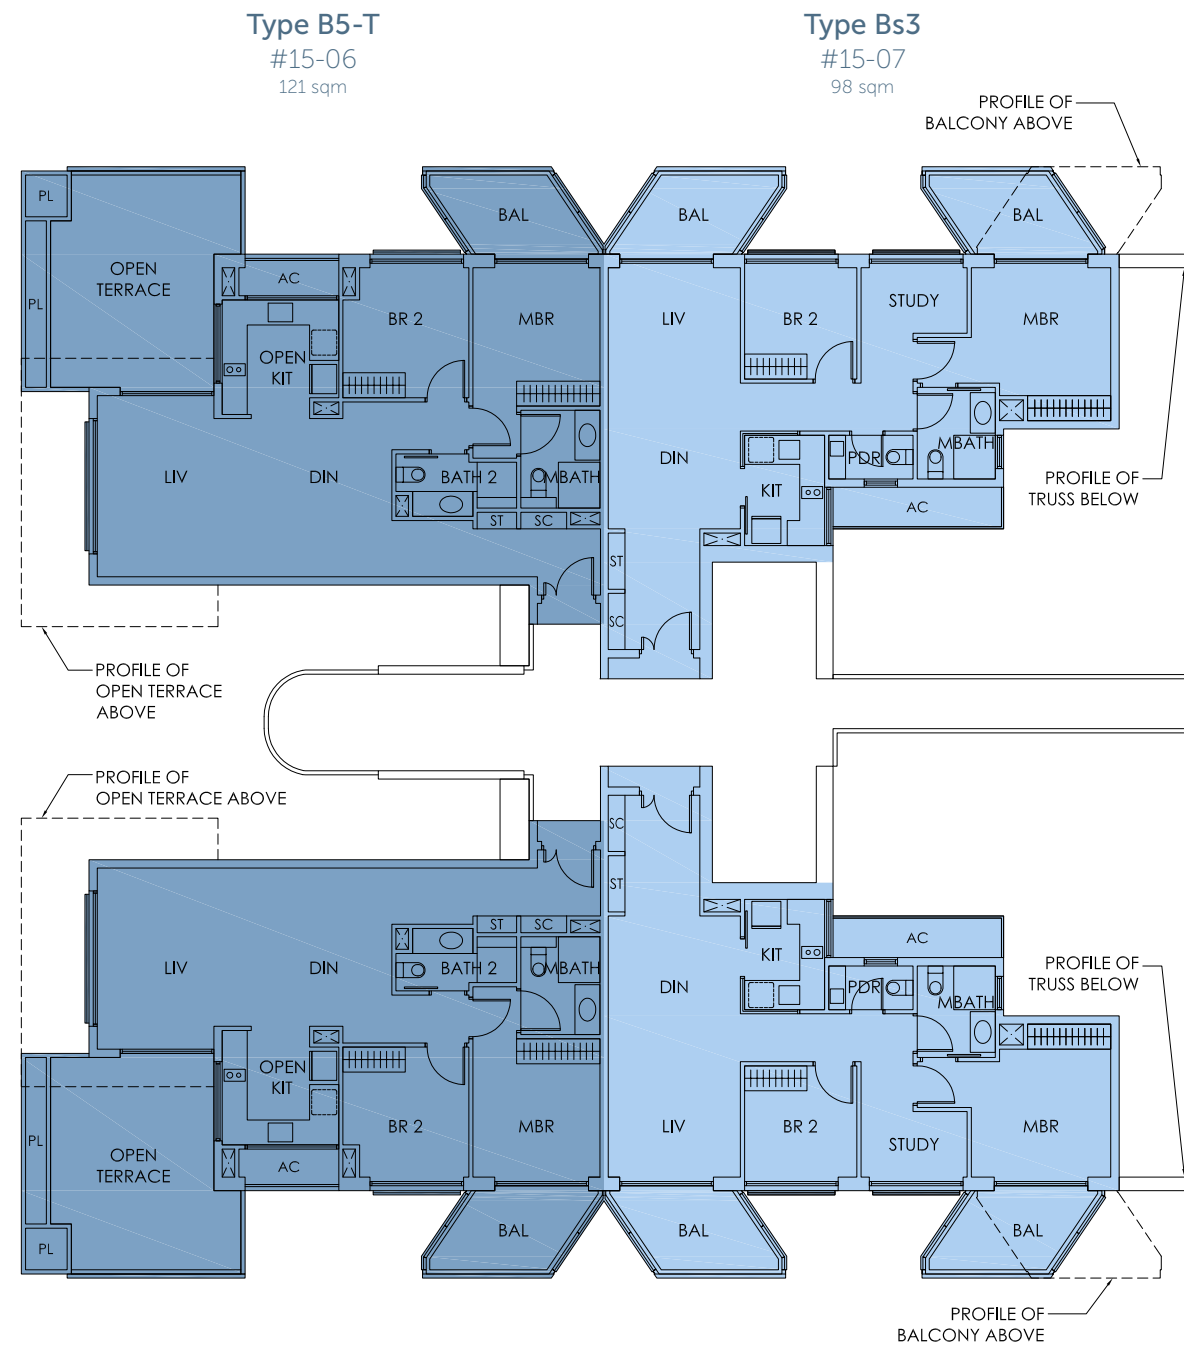 Type B5-T
#15-06
121 sqm
Type Bs3
#15-07
98 sqm
PROFILE OF
BALCONY ABOVE
PL
BAL
BAL
BAL
OPEN
TERRACE
AC
PL
STUDY
BR 2
MBR
LIV
BR 2
MBR
OPEN
KIT
PDR
MBATH
LIV
DIN
BATH 2
MBATH
DIN
KIT
PROFILE OF
TRUSS BELOW
AC
ST
SC
ST
SC
PROFILE OF
OPEN TERRACE
ABOVE
PROFILE OF
OPEN TERRACE ABOVE
SC
ST
ST
SC
AC
LIV
DIN
BATH 2
MBATH
DIN
KIT
PDR
MBATH
PROFILE OF
TRUSS BELOW
OPEN
KIT
BR 2
MBR
LIV
BR 2
STUDY
MBR
PL
OPEN
TERRACE
AC
PL
BAL
BAL
BAL
PROFILE OF
BALCONY ABOVE